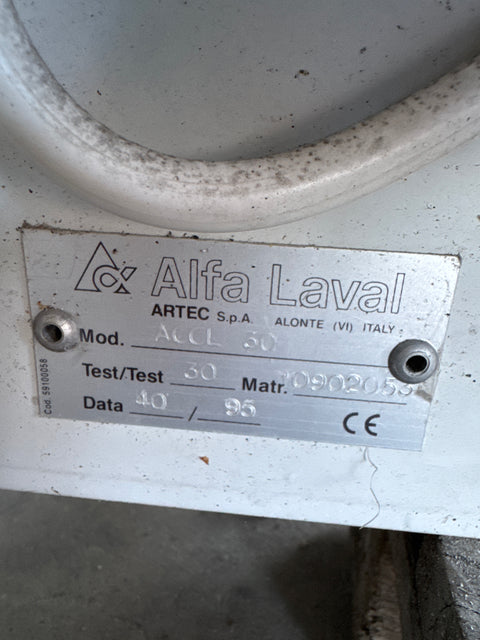 Alfa Laval
ARTEC S.p.A. ALONTE (VI) ITALY
Mod. ACCL 30
Test/Test 30 Matr.
Data 40 / 95
CE
Cod. 59100058